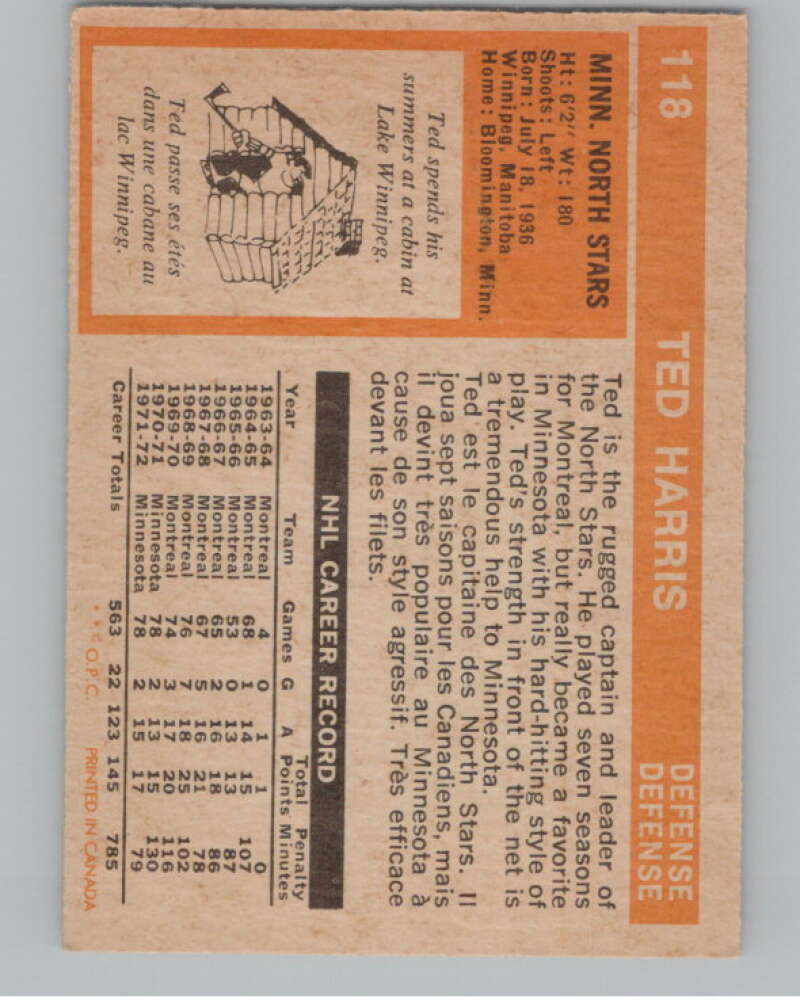 118 TED HARRIS DEFENSE
DEFENSE
MINN. NORTH STARS
Ht: 6'2" Wt: 180
Shoots: Left
Born: July 18, 1936
Winnipeg, Manitoba
Home: Bloomington, Minn.
Ted spends his
summers at a cabin at
Lake Winnipeg.
Ted passe ses étés
dans une cabane au
lac Winnipeg.
Ted is the rugged captain and leader of
the North Stars. He played seven seasons
for Montreal, but really became a favorite
in Minnesota with his hard-hitting style of
play. Ted's strength in front of the net is
a tremendous help to Minnesota.
Ted est le capitaine des North Stars. Il
joua sept saisons pour les Canadiens, mais
il devint très populaire au Minnesota à
cause de son style agressif. Très efficace
devant les filets.
NHL CAREER RECORD
Total Penalty
Year Team Games G A Points Minutes
1963-64 Montreal 4 0 1 1 0
1964-65 Montreal 68 1 14 15 107
1965-66 Montreal 53 0 13 13 87
1966-67 Montreal 65 2 16 18 86
1967-68 Montreal 67 5 16 21 78
1968-69 Montreal 76 7 18 25 102
1969-70 Montreal 74 3 17 20 116
1970-71 Minnesota 78 2 13 15 130
1971-72 Minnesota 78 2 15 17 79
Career Totals 563 22 123 145 785
O.P.C. PRINTED IN CANADA